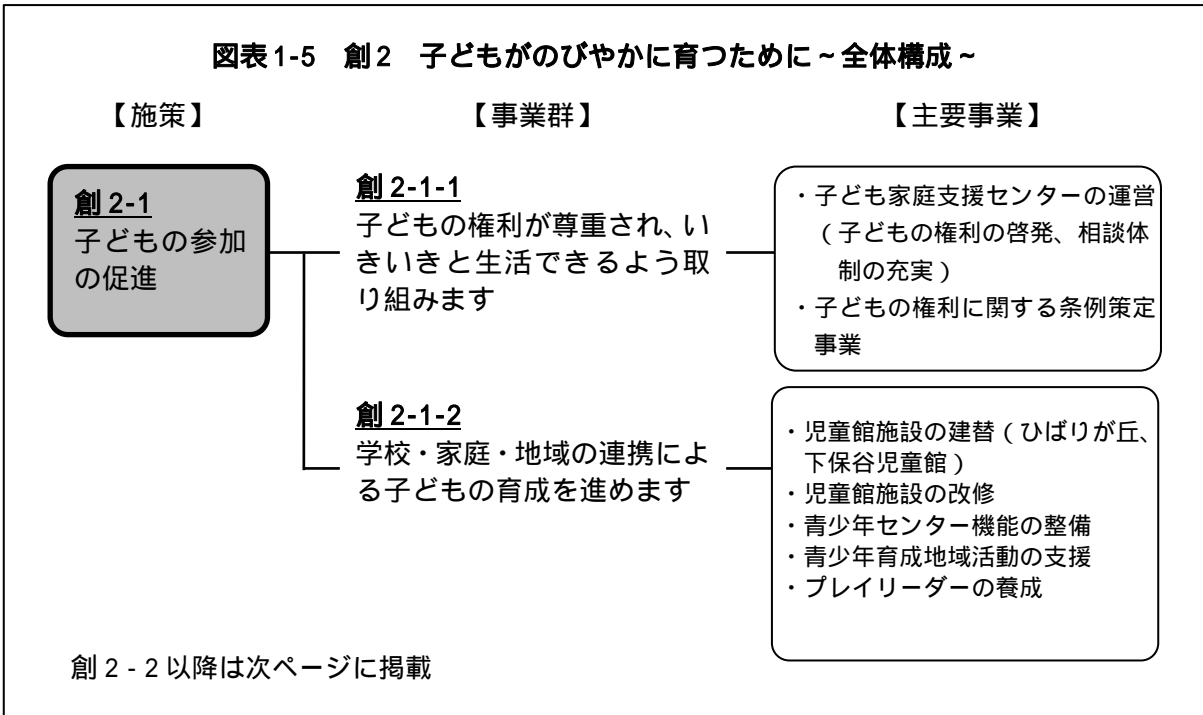 図表1-5 創2 子どもがのびやかに育つために～全体構成～
【施策】
【事業群】
【主要事業】
創2-1
子どもの参加
の促進
創2-1-1
子どもの権利が尊重され、い
きいきと生活できるよう取
り組みます
・子ども家庭支援センターの運営
(子どもの権利の啓発、相談体
制の充実)
・子どもの権利に関する条例策定
事業
創2-1-2
学校・家庭・地域の連携によ
る子どもの育成を進めます
・児童館施設の建替(ひばりが丘、
下保谷児童館)
・児童館施設の改修
・青少年センター機能の整備
・青少年育成地域活動の支援
・プレイリーダーの養成
創2-2以降は次ページに掲載